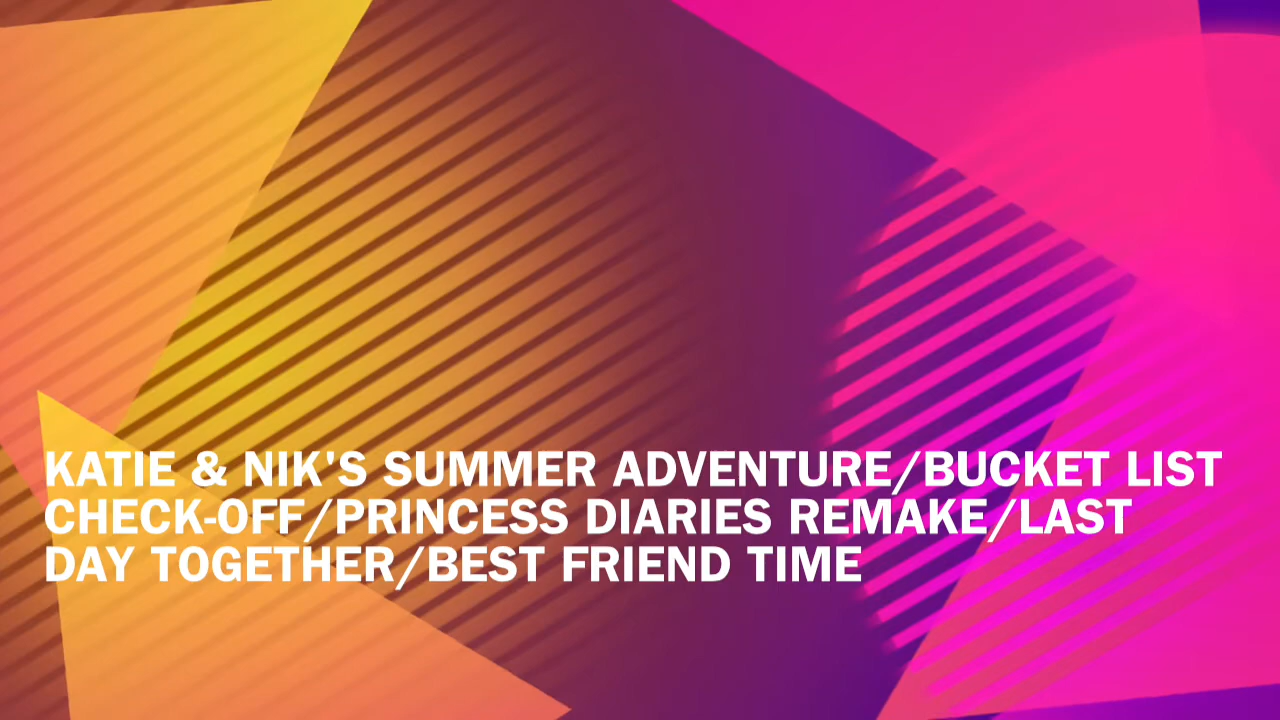 KATIE & NIK'S SUMMER ADVENTURE/BUCKET LIST
CHECK-OFF/PRINCESS DIARIES REMAKE/LAST
DAY TOGETHER/BEST FRIEND TIME